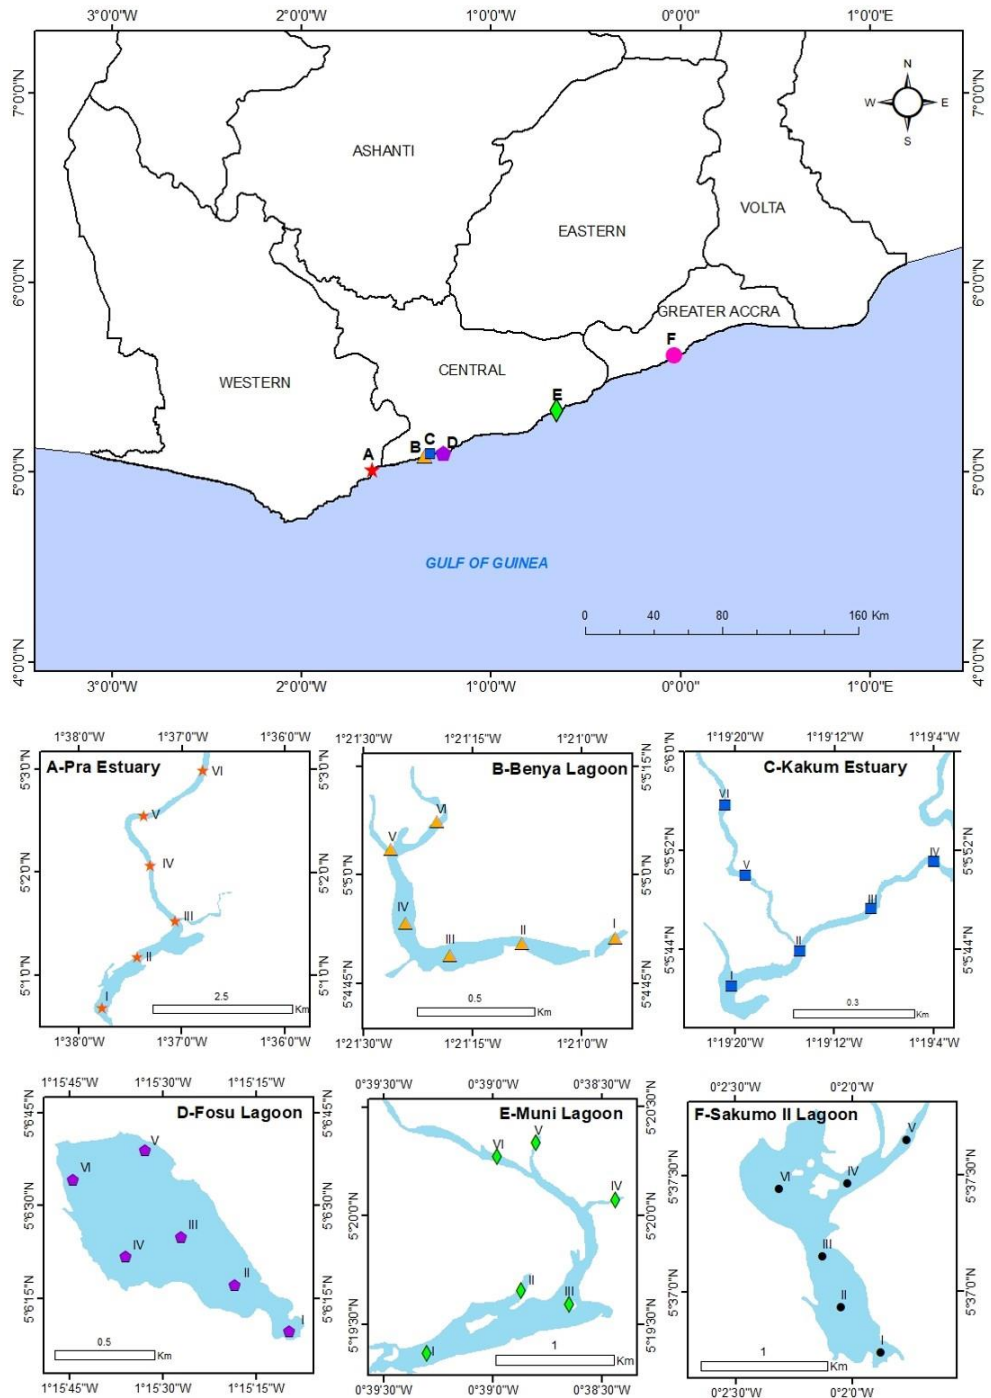 3°0'0"W 2°0'0"W 1°0'0"W 0°0'0" 1°0'0"E
7°0'0"N 7°0'0"N
N
W E
S
ASHANTI
VOLTA
EASTERN
6°0'0"N 6°0'0"N
GREATER ACCRA
F
CENTRAL
WESTERN
E
A B C D
5°0'0"N 5°0'0"N
GULF OF GUINEA
0 40 80 160 Km
4°0'0"N 4°0'0"N
3°0'0"W 2°0'0"W 1°0'0"W 0°0'0" 1°0'0"E
1°38'0"W 1°37'0"W 1°36'0"W
A-Pra Estuary
5°3'0"N 5°3'0"N
VI
V
5°2'0"N 5°2'0"N
IV
III
II
5°1'0"N 5°1'0"N
I
2.5
Km
1°38'0"W 1°37'0"W 1°36'0"W
1°21'30"W 1°21'15"W 1°21'0"W
B-Benya Lagoon
5°5'15"N
VI
V
5°5'0"N
IV
III
II
I
5°4'45"N
0.5
Km
1°21'30"W 1°21'15"W 1°21'0"W
1°19'20"W 1°19'12"W 1°19'4"W
C-Kakum Estuary
5°6'0"N
VI
V
IV
5°5'52"N 5°5'52"N
III
II
I
5°5'44"N 5°5'44"N
0.3
Km
1°19'20"W 1°19'12"W 1°19'4"W
1°15'45"W 1°15'30"W 1°15'15"W
D-Fosu Lagoon
5°6'45"N 5°6'45"N
V
VI
5°6'30"N 5°6'30"N
III
IV
II
5°6'15"N 5°6'15"N
I
0.5
Km
1°15'45"W 1°15'30"W 1°15'15"W
0°39'30"W 0°39'0"W 0°38'30"W
E-Muni Lagoon
5°20'30"N
V
VI
IV
5°20'0"N
II
III
5°19'30"N
I
1
Km
0°39'30"W 0°39'0"W 0°38'30"W
0°2'30"W 0°2'0"W
F-Sakumo II Lagoon
V
5°37'30"N 5°37'30"N
IV
VI
III
5°37'0"N 5°37'0"N
II
I
1
Km
0°2'30"W 0°2'0"W